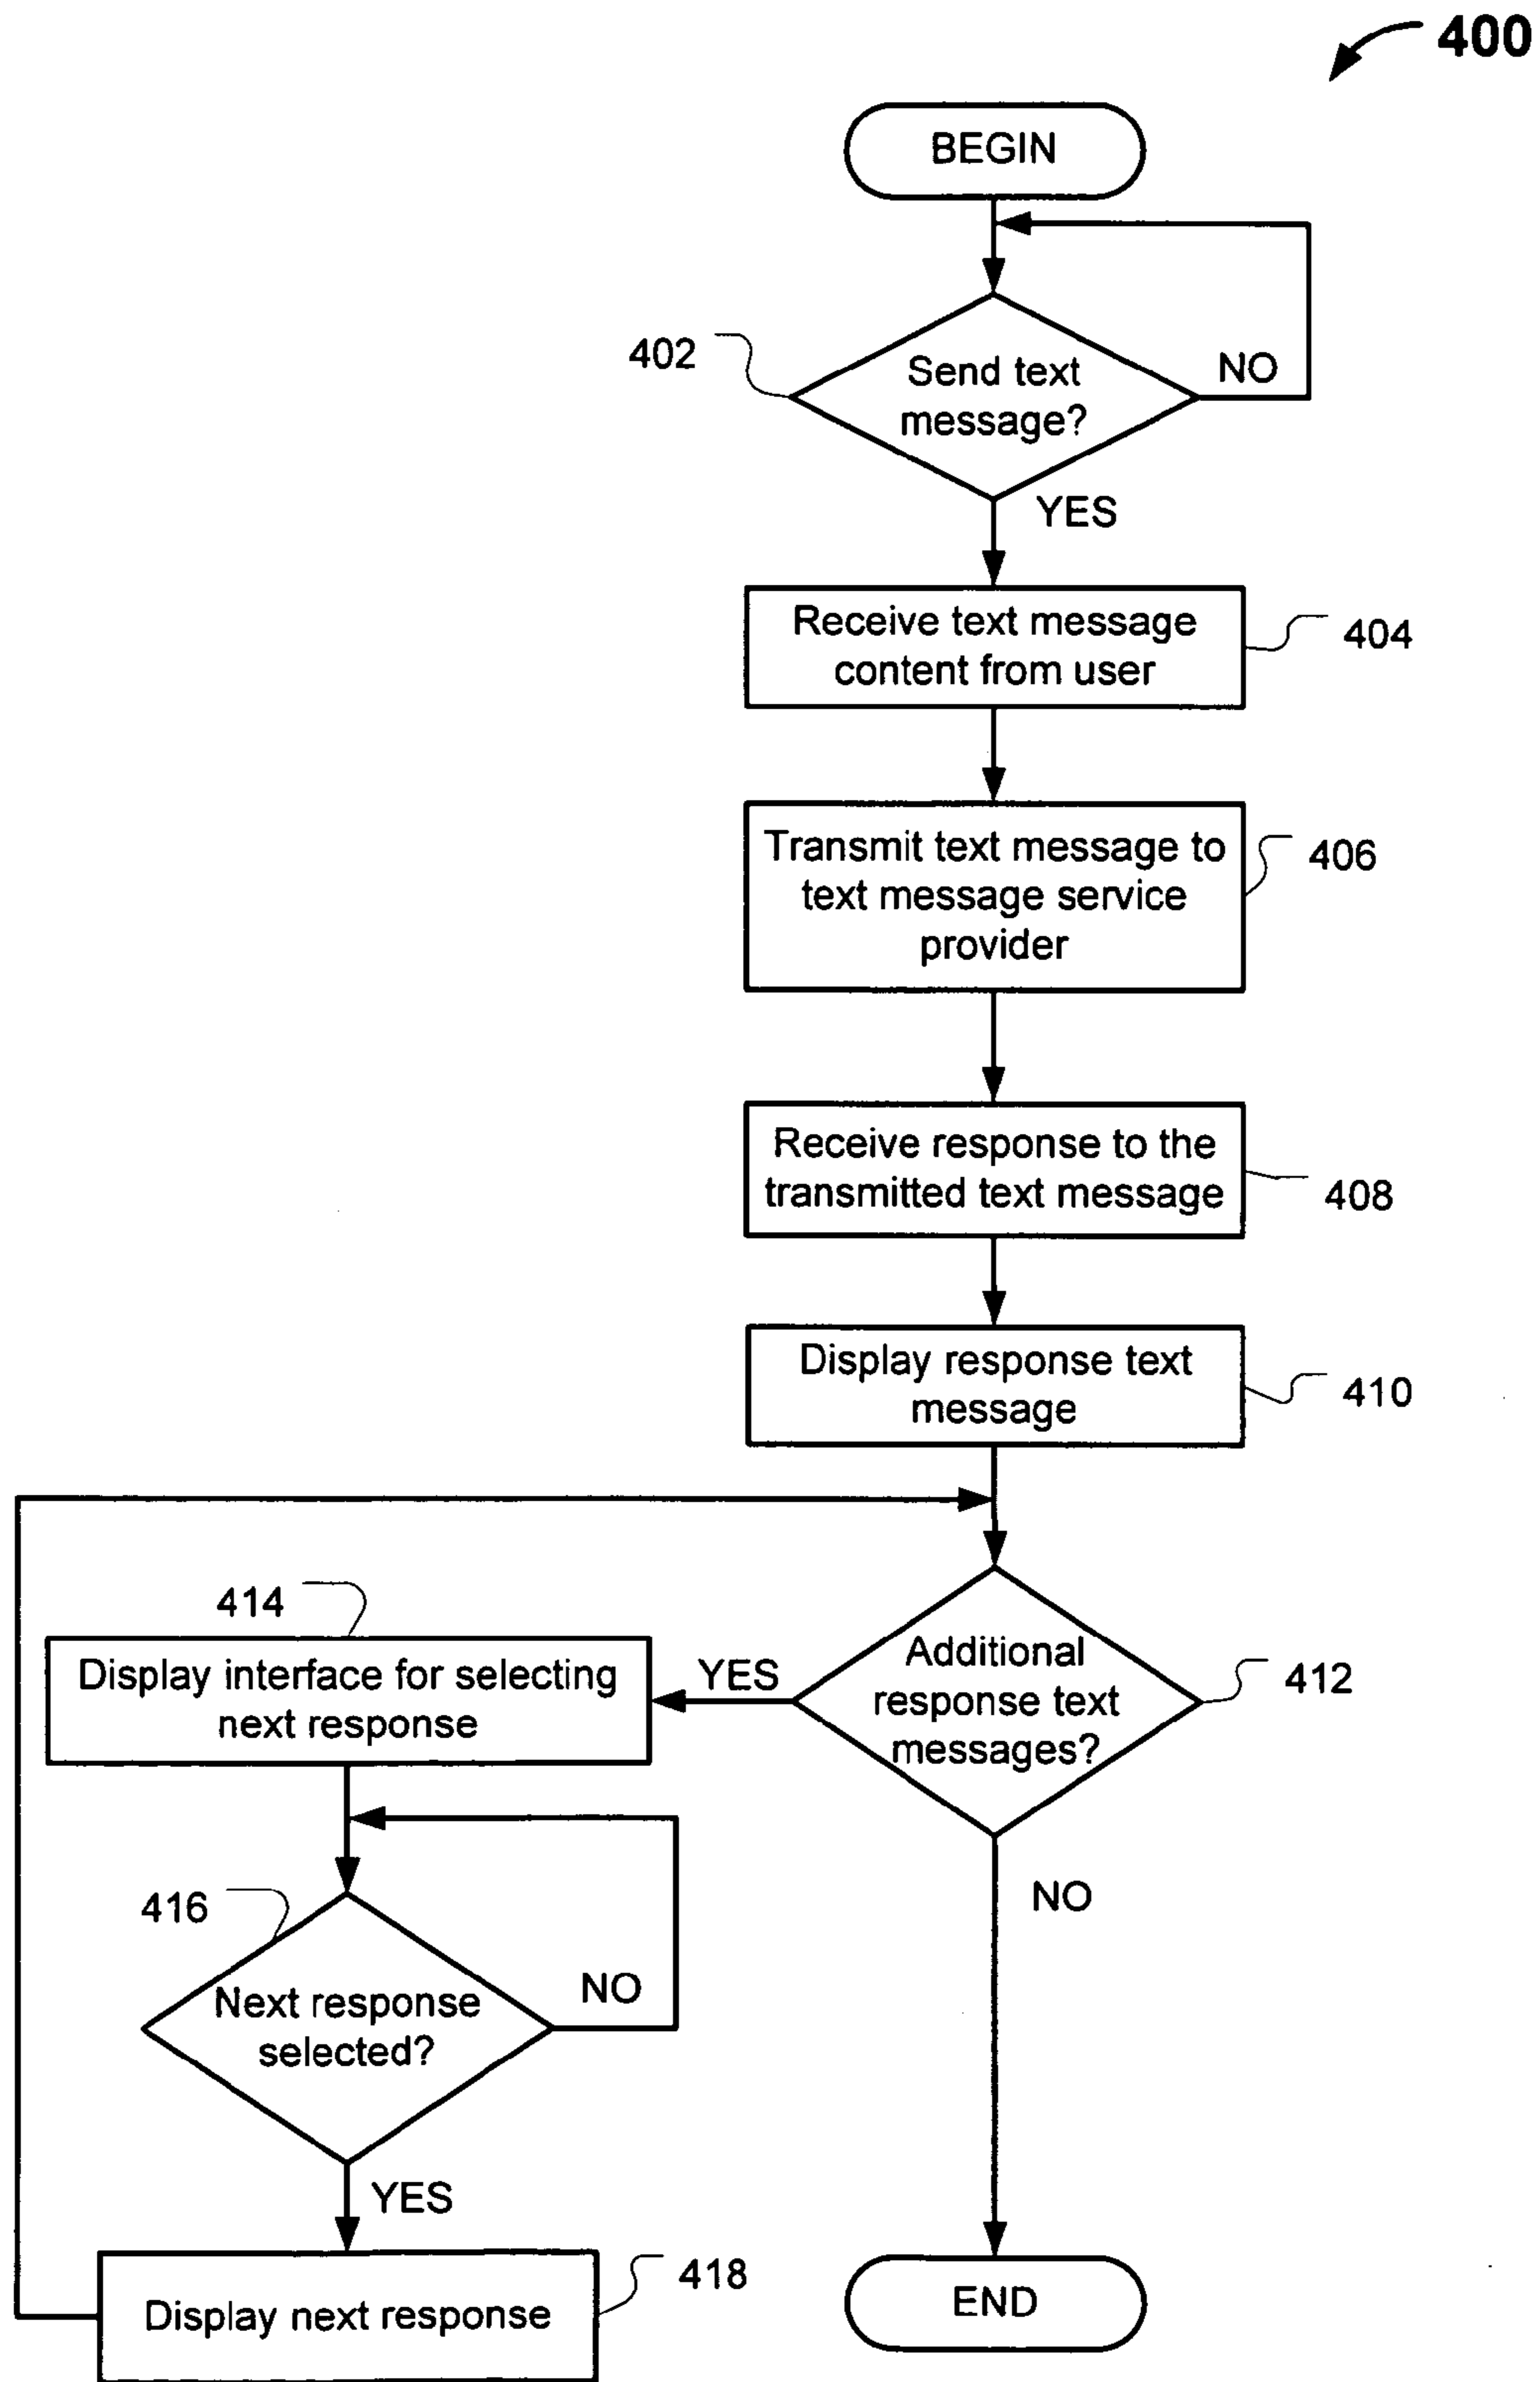 400
BEGIN
402
Send text
message?
NO
YES
Receive text message
content from user
404
Transmit text message to
text message service
provider
406
Receive response to the
transmitted text message
408
Display response text
message
410
Additional
response text
messages?
412
YES
NO
414
Display interface for selecting
next response
416
Next response
selected?
NO
YES
Display next response
418
END